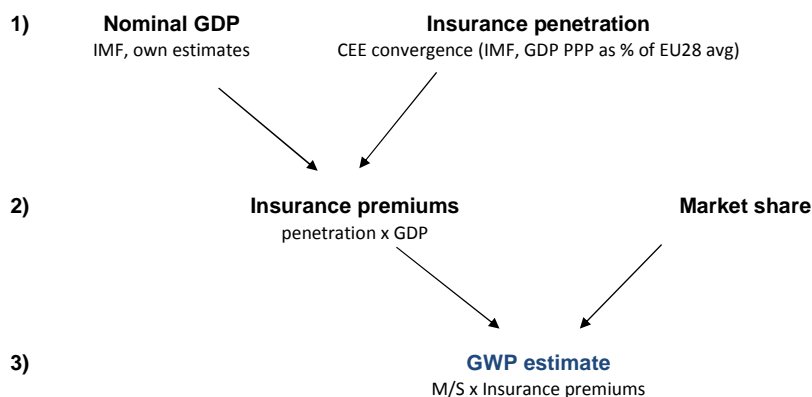 1) Nominal GDP Insurance penetration
IMF, own estimates CEE convergence (IMF, GDP PPP as % of EU28 avg)
2) Insurance premiums Market share
penetration x GDP
3) GWP estimate
M/S x Insurance premiums